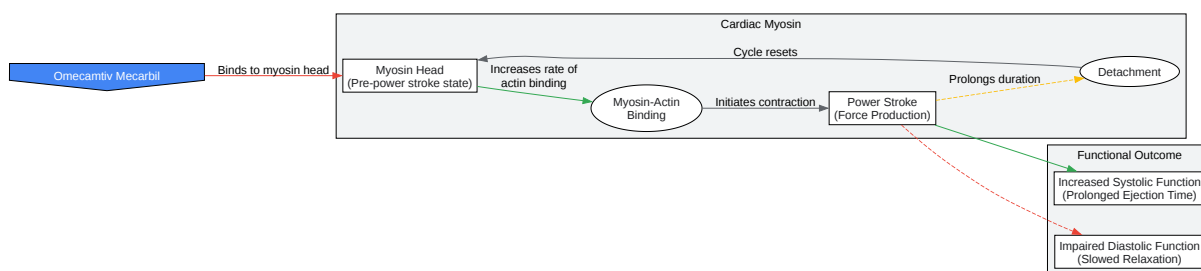 Cardiac Myosin
Cycle resets
Omecamtiv Mecarbil
Binds to myosin head
Myosin Head
(Pre-power stroke state)
Increases rate of
actin binding
Myosin-Actin
Binding
Initiates contraction
Power Stroke
(Force Production)
Prolongs duration
Detachment
Functional Outcome
Increased Systolic Function
(Prolonged Ejection Time)
Impaired Diastolic Function
(Slowed Relaxation)